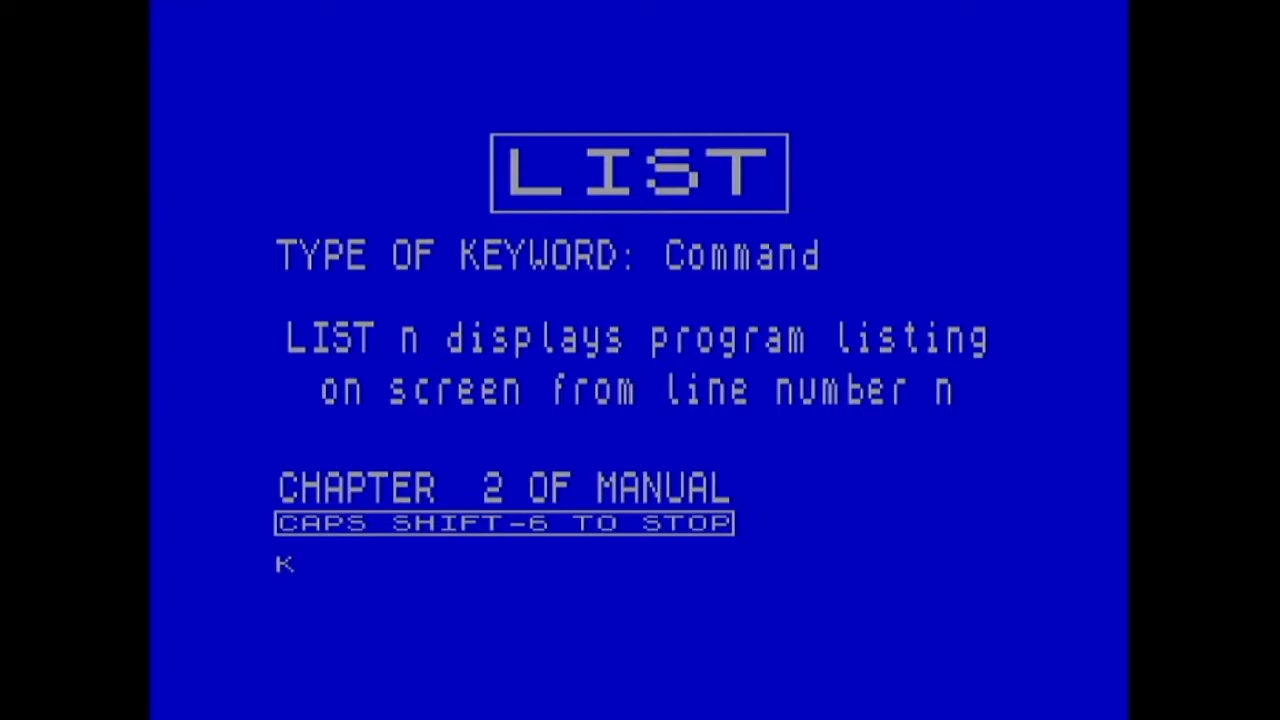 LIST
TYPE OF KEYWORD: Command
LIST n displays program listing
on screen from line number n
CHAPTER  2 OF MANUAL
CAPS SHIFT-6 TO STOP
K